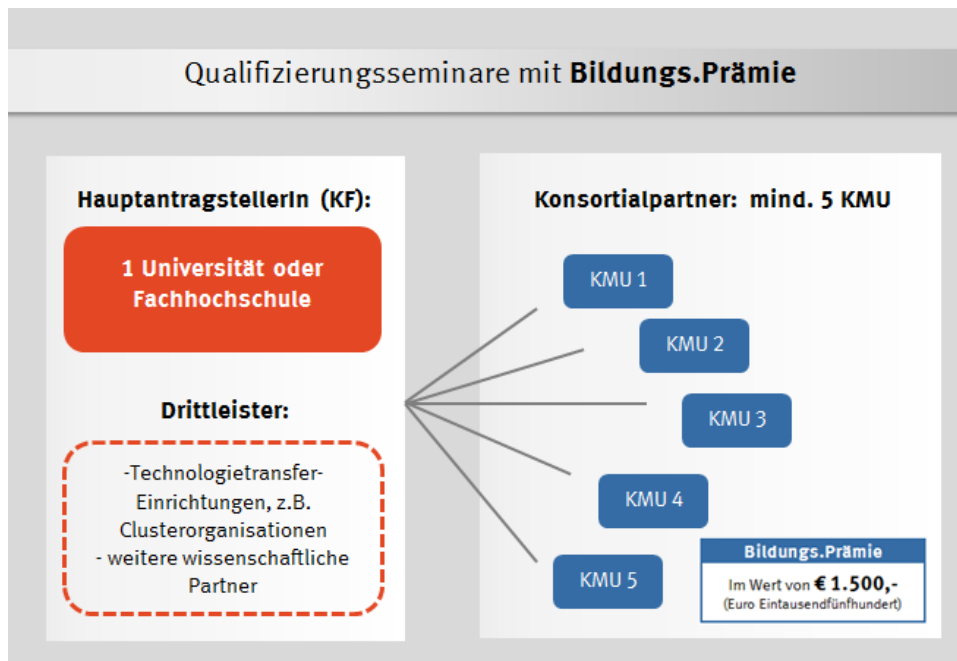 Qualifizierungsseminare mit Bildungs.Prämie
HauptantragstellerIn (KF):
1 Universität oder
Fachhochschule
Drittleister:
-Technologietransfer-
Einrichtungen, z.B.
Clusterorganisationen
- weitere wissenschaftliche
Partner
Konsortialpartner: mind. 5 KMU
KMU 1
KMU 2
KMU 3
KMU 4
KMU 5
Bildungs.Prämie
Im Wert von € 1.500,-
(Euro Eintausendfünfhundert)